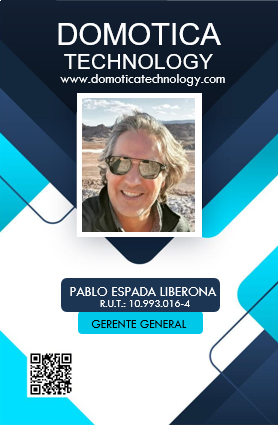 DOMOTICA
TECHNOLOGY
www.domoticatechnology.com
PABLO ESPADA LIBERONA
R.U.T.: 10.993.016-4
GERENTE GENERAL